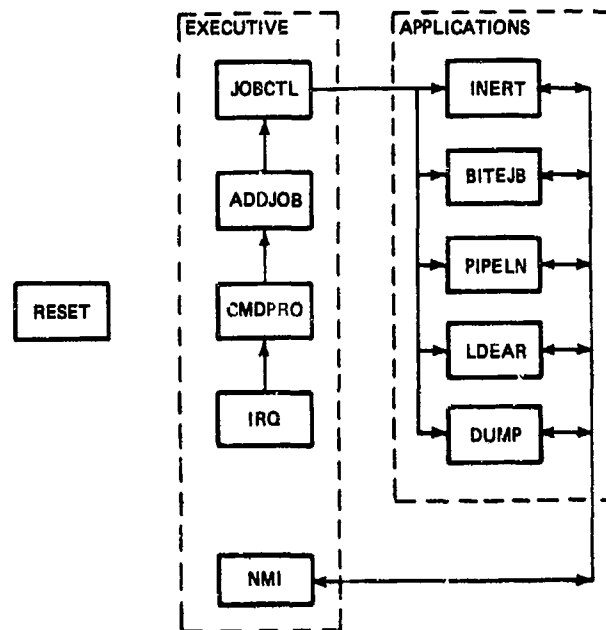 EXECUTIVE
APPLICATIONS
JOBCTL
INERT
ADDJOB
BITEJB
RESET
CMDPRO
PIPELN
IRQ
LDEAR
DUMP
NMI